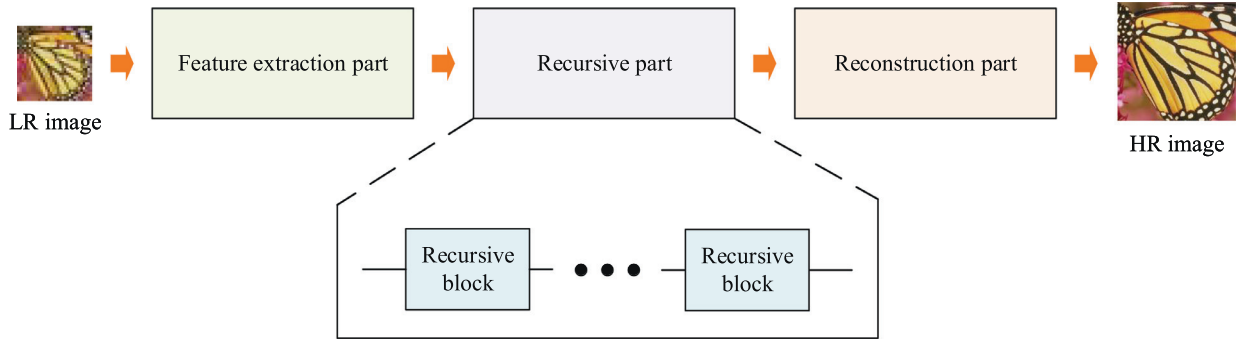 Feature extraction part
Recursive part
Reconstruction part
LR image
HR image
Recursive
block
Recursive
block